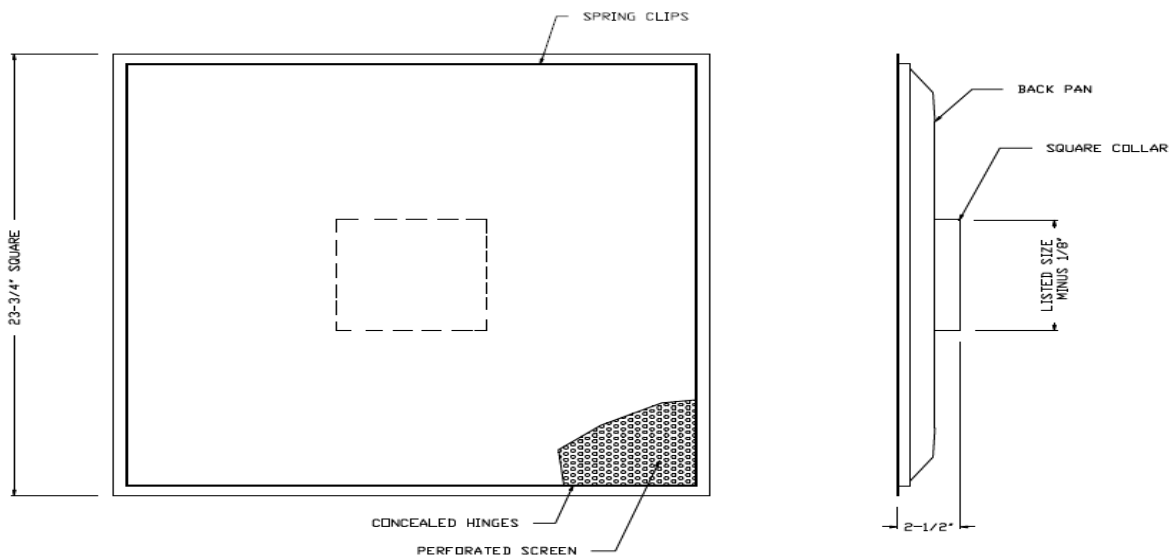 SPRING CLIPS
BACK PAN
SQUARE COLLAR
23-3/4" SQUARE
LISTED SIZE
MINUS 1/8"
2-1/2"
CONCEALED HINGES
PERFORATED SCREEN